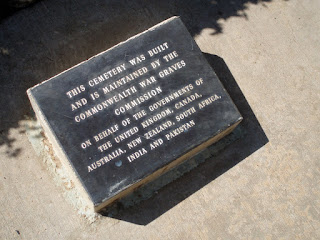 THIS CEMETERY WAS BUILT
AND IS MAINTAINED BY THE
COMMONWEALTH WAR GRAVES
COMMISSION
ON BEHALF OF THE GOVERNMENTS OF
THE UNITED KINGDOM, CANADA,
AUSTRALIA, NEW ZEALAND, SOUTH AFRICA,
INDIA AND PAKISTAN